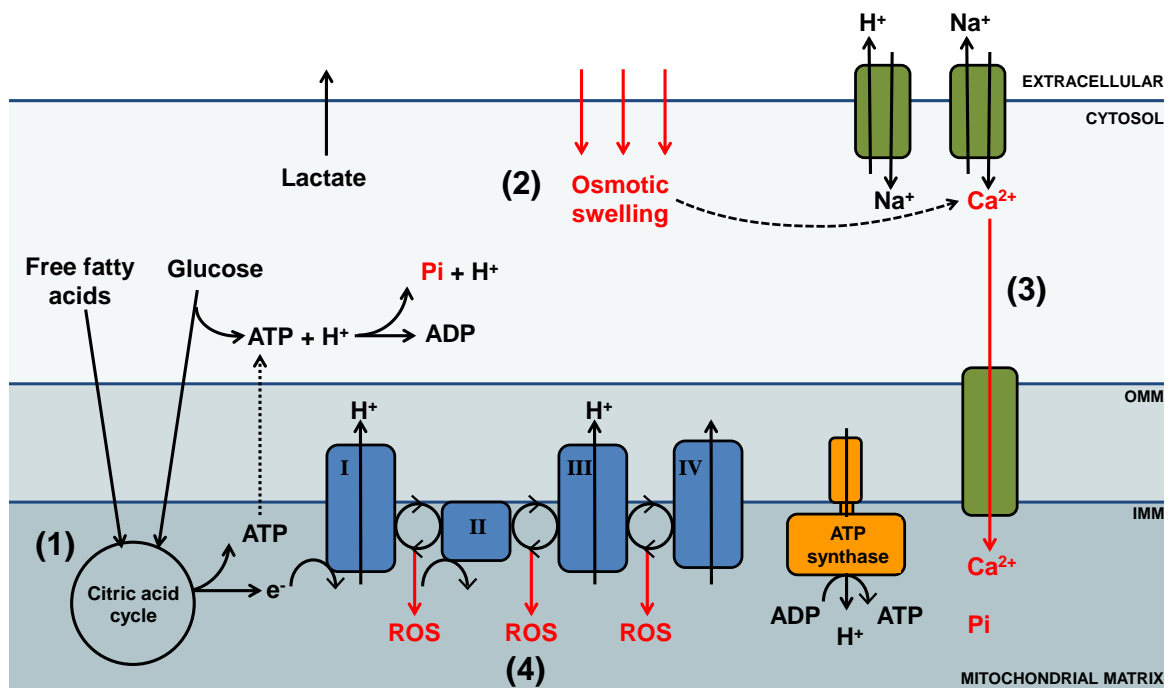 H⁺
Na⁺
EXTRACELLULAR
CYTOSOL
Lactate
(2)
Osmotic
swelling
Na⁺
Ca²⁺
Free fatty
acids
Glucose
Pi + H⁺
(3)
ATP + H⁺
ADP
OMM
H⁺
H⁺
I
III
IV
II
IMM
(1)
ATP
ATP
synthase
Citric acid
cycle
e⁻
Ca²⁺
ADP
ATP
H⁺
Pi
ROS
ROS
ROS
(4)
MITOCHONDRIAL MATRIX